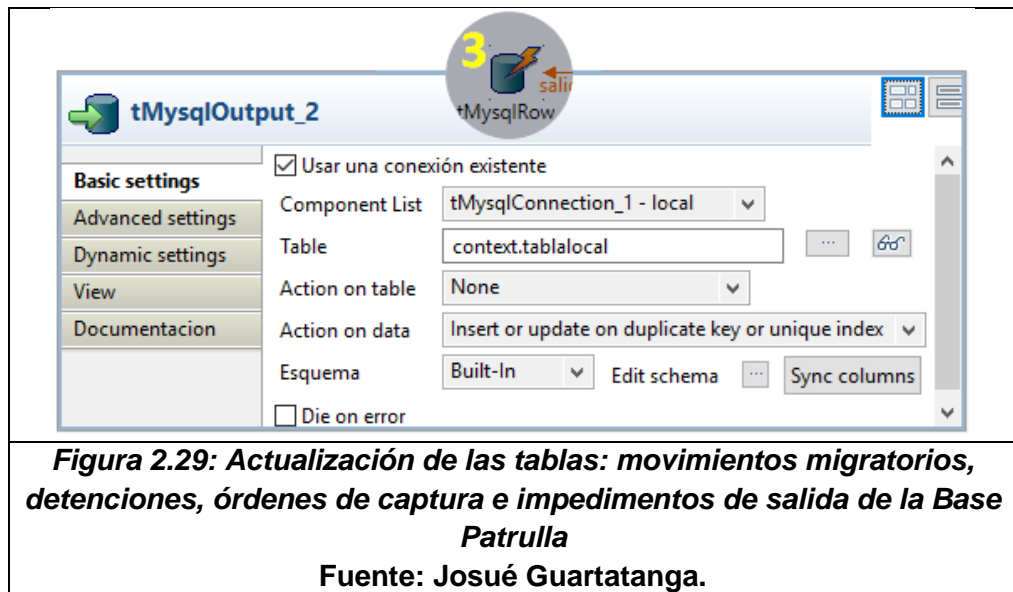 3
salid
tMysqlRow
tMysqlOutput_2
Basic settings
Advanced settings
Dynamic settings
View
Documentacion
Usar una conexión existente
Component List tMysqlConnection_1 - local
Table context.tablalocal ...
Action on table None
Action on data Insert or update on duplicate key or unique index
Esquema Built-In Edit schema ... Sync columns
Die on error
Figura 2.29: Actualización de las tablas: movimientos migratorios,
detenciones, órdenes de captura e impedimentos de salida de la Base
Patrulla
Fuente: Josué Guartatanga.